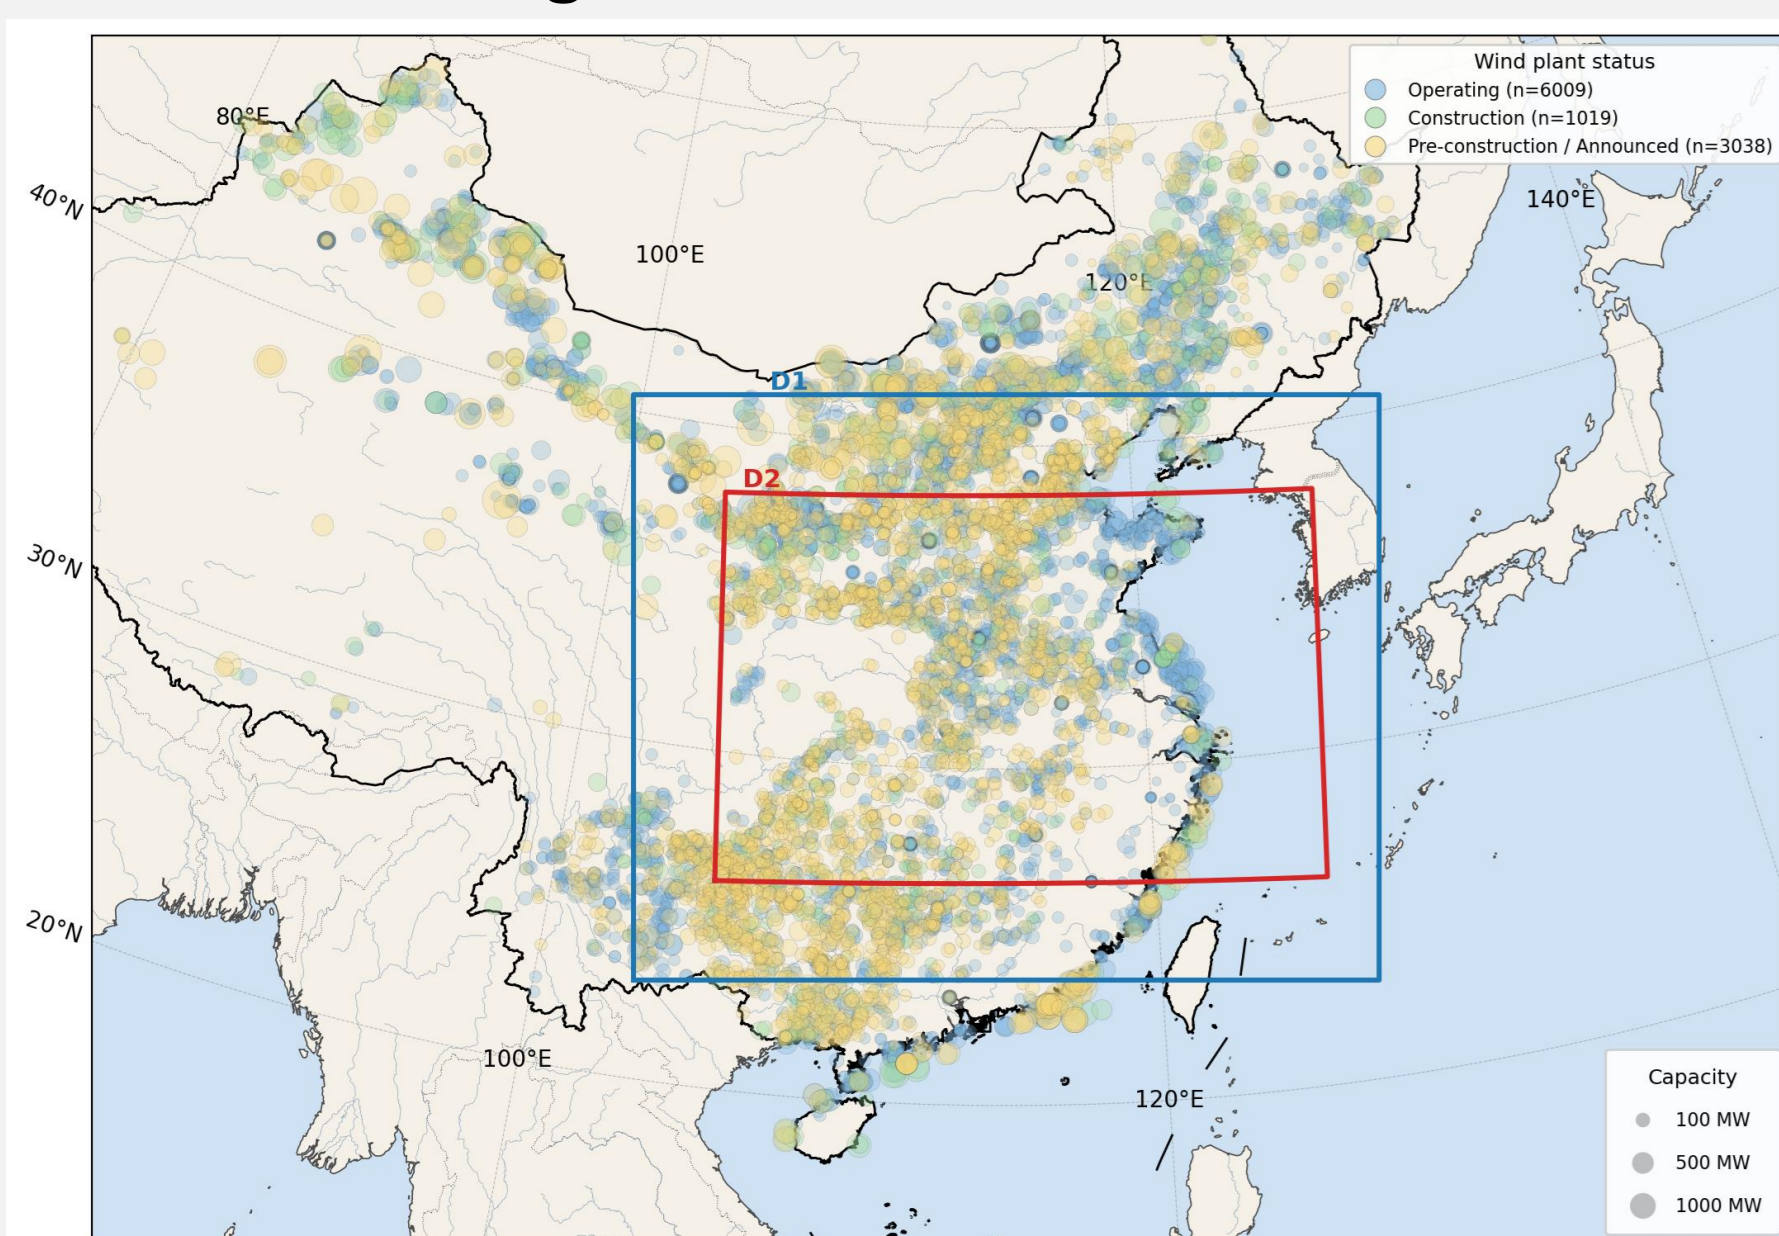 Wind plant status
Operating (n=6009)
Construction (n=1019)
Pre-construction / Announced (n=3038)
80°E
40°N
140°E
100°E
120°E
D1
D2
30°N
20°N
100°E
120°E
Capacity
100 MW
500 MW
1000 MW